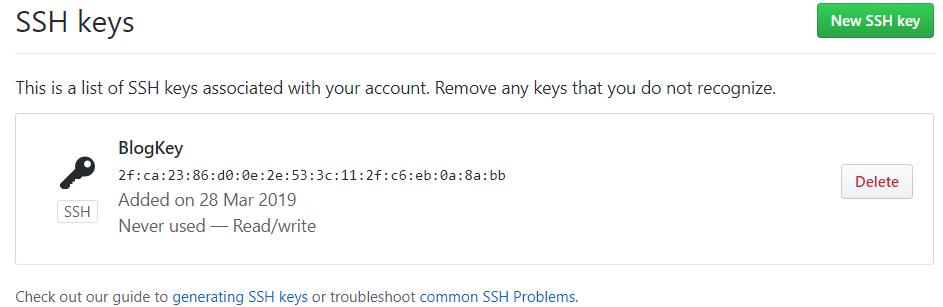 SSH keys
New SSH key
This is a list of SSH keys associated with your account. Remove any keys that you do not recognize.
BlogKey
2f:ca:23:86:d0:0e:2e:53:3c:11:2f:c6:eb:0a:8a:bb
Added on 28 Mar 2019
Never used — Read/write
SSH
Delete
Check out our guide to generating SSH keys or troubleshoot common SSH Problems.